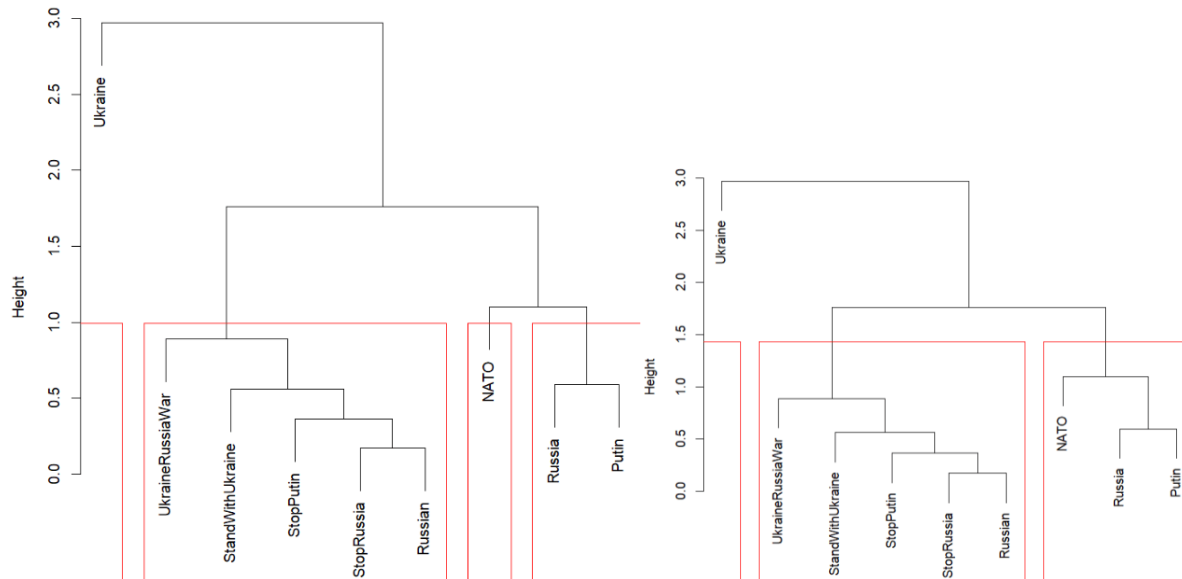 3.0
2.5
2.0
1.5
1.0
0.5
0.0
Height
Ukraine
UkraineRussiaWar
StandWithUkraine
StopPutin
StopRussia
Russian
NATO
Russia
Putin
3.0
2.5
2.0
1.5
1.0
0.5
0.0
Height
Ukraine
UkraineRussiaWar
StandWithUkraine
StopPutin
StopRussia
Russian
NATO
Russia
Putin